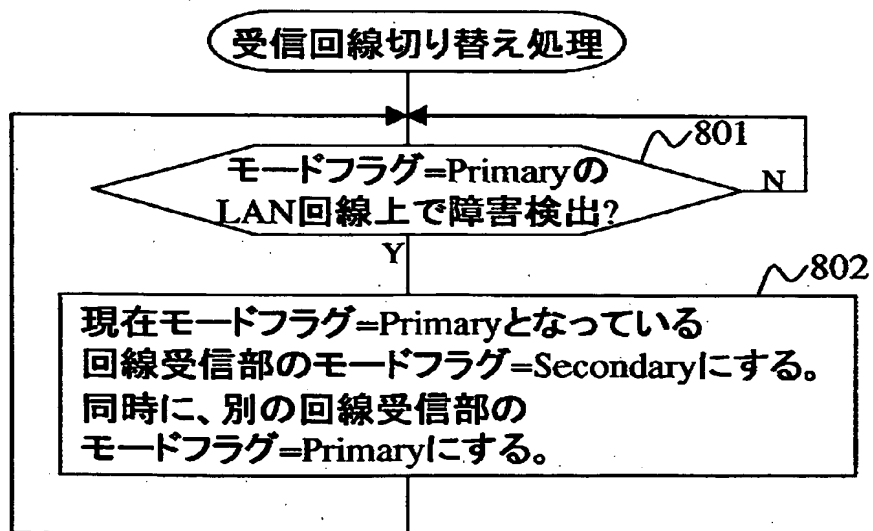 受信回線切り替え処理
801
モードフラグ=Primaryの
LAN回線上で障害検出?
N
Y
802
現在モードフラグ=Primaryとなっている
回線受信部のモードフラグ=Secondaryにする。
同時に、別の回線受信部の
モードフラグ=Primaryにする。